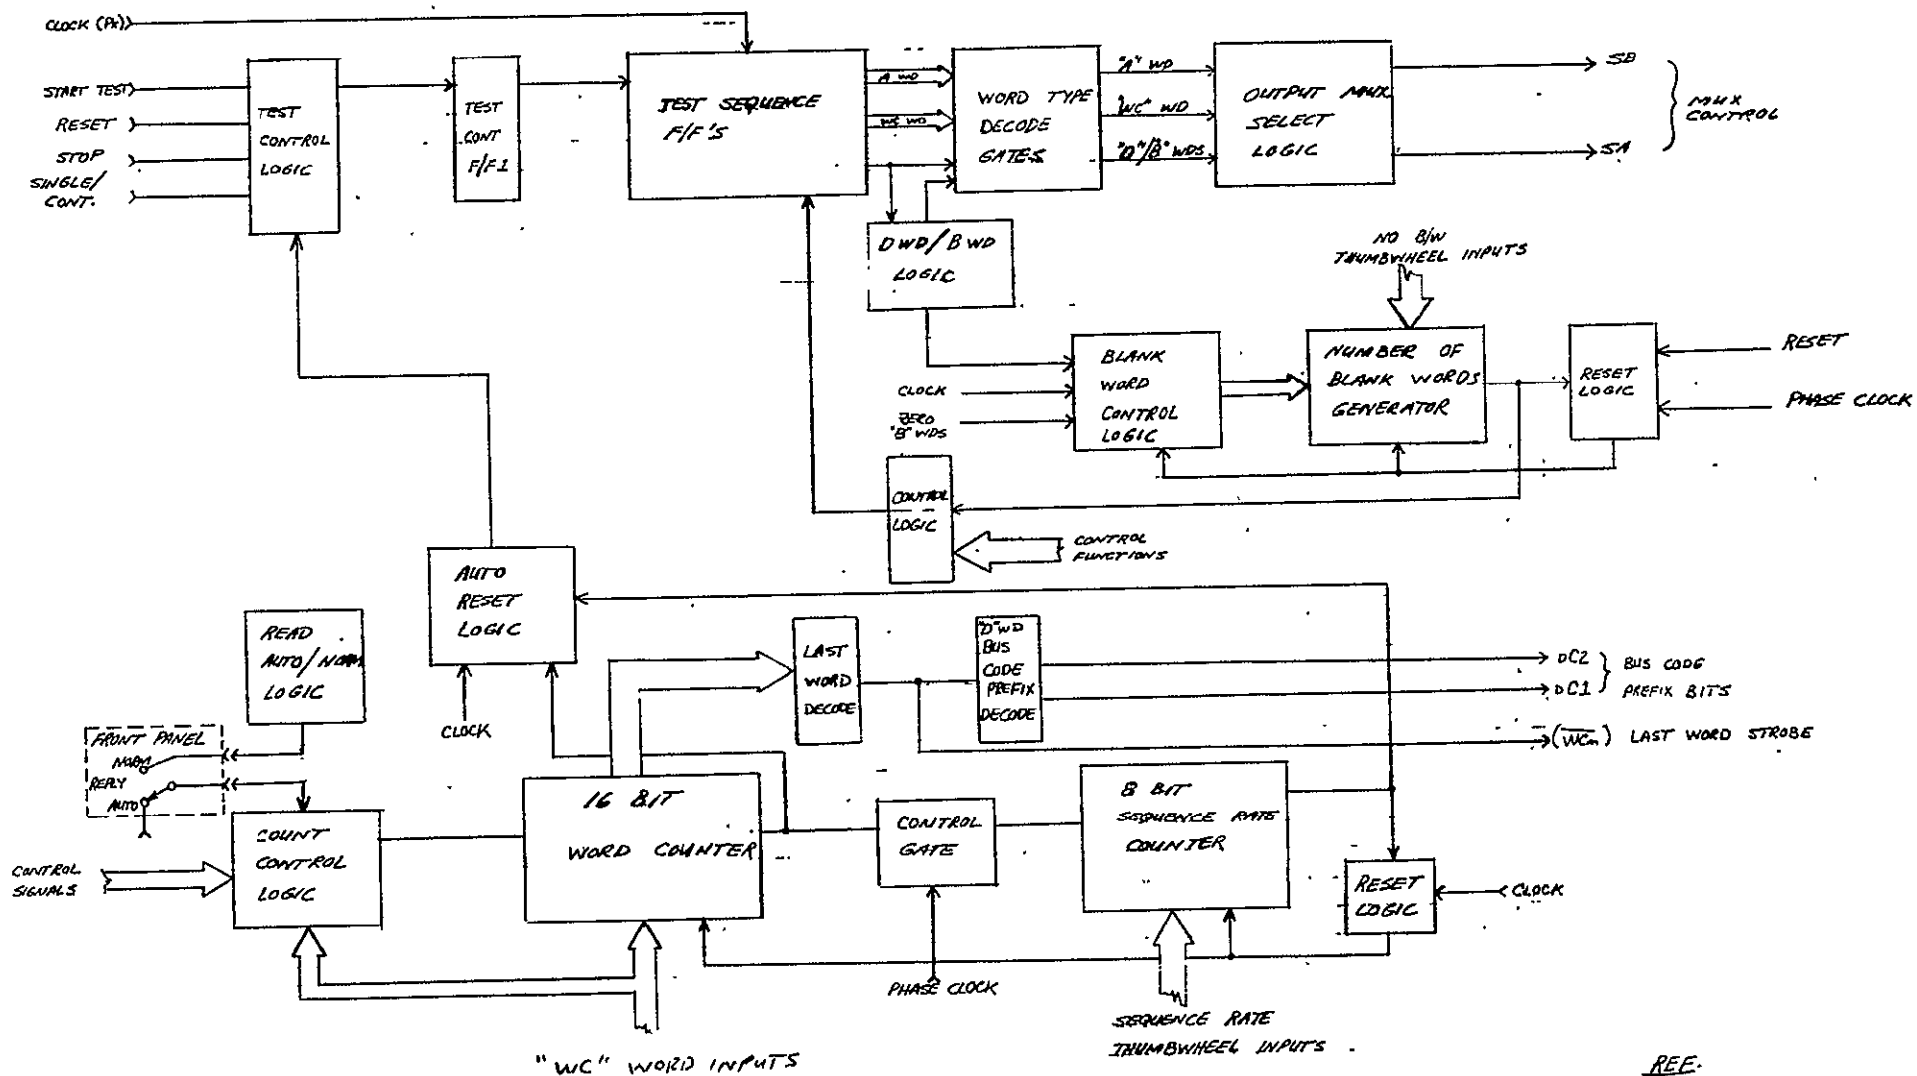 CLOCK (Px)
START TEST
RESET
STOP
SINGLE/
CONT.
TEST
CONTROL
LOGIC
TEST
CONT
F/F1
TEST SEQUENCE
F/F'S
A WD
WC WD
WORD TYPE
DECODE
GATES
"A" WD
"WC" WD
"D"/"B" WDS
OUTPUT MUX
SELECT
LOGIC
SB
SA
MUX
CONTROL
D WD/B WD
LOGIC
NO B/W
THUMBWHEEL INPUTS
CLOCK
ZERO
"B" WDS
BLANK
WORD
CONTROL
LOGIC
NUMBER OF
BLANK WORDS
GENERATOR
RESET
LOGIC
RESET
PHASE CLOCK
CONTROL
LOGIC
CONTROL
FUNCTIONS
AUTO
RESET
LOGIC
CLOCK
READ
AUTO/NORM
LOGIC
FRONT PANEL
NORM
REPLY
AUTO
LAST
WORD
DECODE
"D" WD
BUS
CODE
PREFIX
DECODE
DC2
DC1
BUS CODE
PREFIX BITS
(WCn) LAST WORD STROBE
CONTROL
SIGNALS
COUNT
CONTROL
LOGIC
16 BIT
WORD COUNTER
CONTROL
GATE
8 BIT
SEQUENCE RATE
COUNTER
RESET
LOGIC
CLOCK
PHASE CLOCK
SEQUENCE RATE
THUMBWHEEL INPUTS.
"WC" WORD INPUTS
REF.